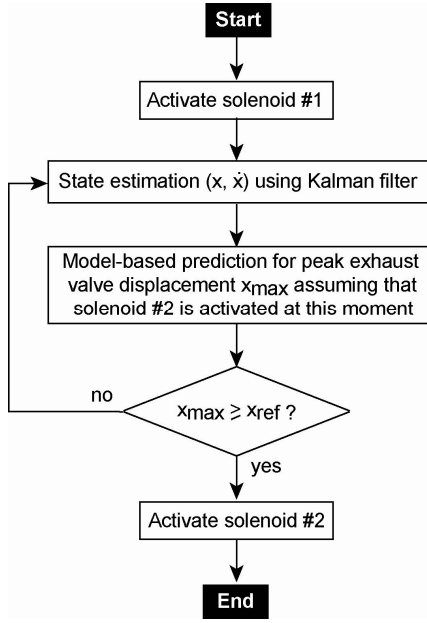 Start
Activate solenoid #1
State estimation (x, ẋ) using Kalman filter
Model-based prediction for peak exhaust
valve displacement xmax assuming that
solenoid #2 is activated at this moment
no
xmax ≥ xref ?
yes
Activate solenoid #2
End